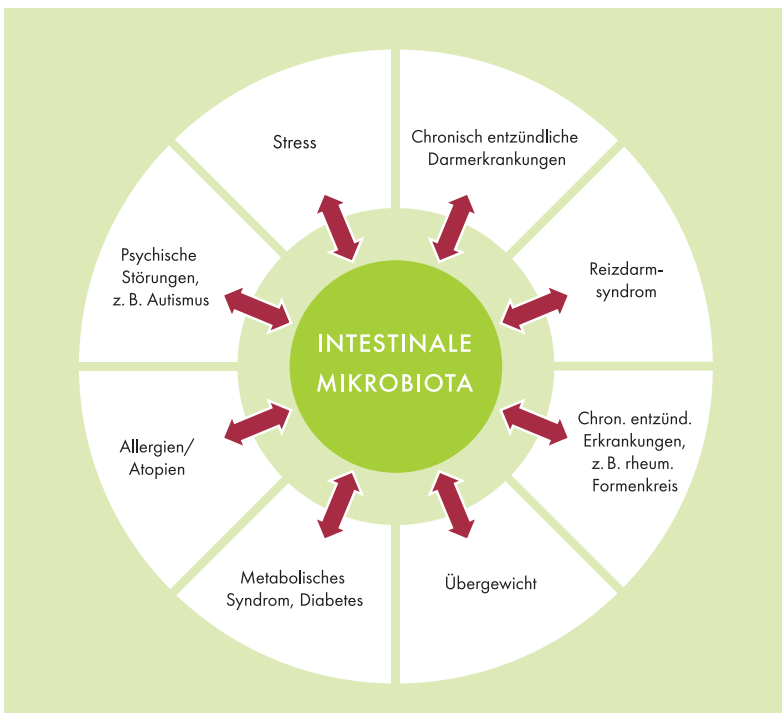 Stress
Chronisch entzündliche
Darmerkrankungen
Reizdarm-
syndrom
Chron. entzünd.
Erkrankungen,
z. B. rheum.
Formenkreis
Übergewicht
Metabolisches
Syndrom, Diabetes
Allergien/
Atopien
Psychische
Störungen,
z. B. Autismus
INTESTINALE
MIKROBIOTA